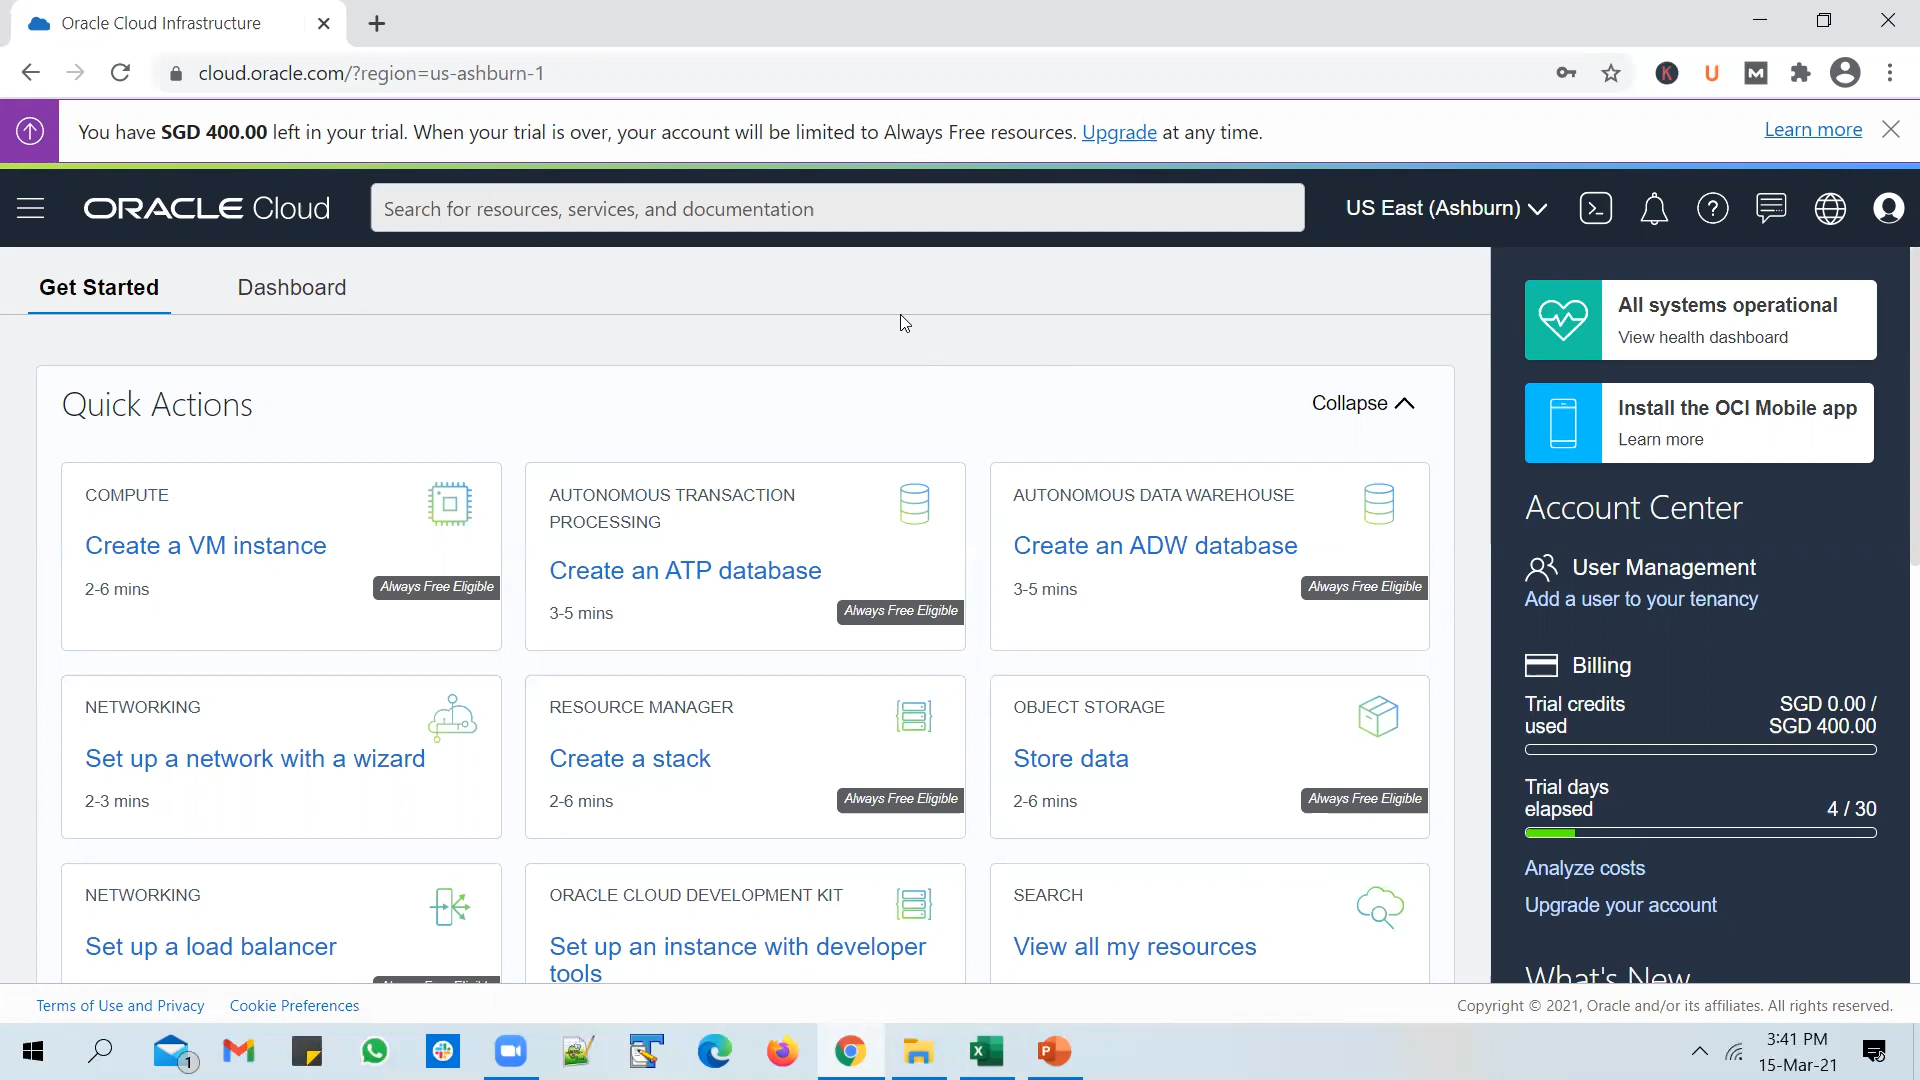 Oracle Cloud Infrastructure
cloud.oracle.com/?region=us-ashburn-1
K U M
You have SGD 400.00 left in your trial. When your trial is over, your account will be limited to Always Free resources. Upgrade at any time.
Learn more
ORACLE Cloud
Search for resources, services, and documentation
US East (Ashburn)
Get Started
Dashboard
Quick Actions
Collapse
COMPUTE
Create a VM instance
2-6 mins
Always Free Eligible
AUTONOMOUS TRANSACTION
PROCESSING
Create an ATP database
3-5 mins
Always Free Eligible
AUTONOMOUS DATA WAREHOUSE
Create an ADW database
3-5 mins
Always Free Eligible
NETWORKING
Set up a network with a wizard
2-3 mins
RESOURCE MANAGER
Create a stack
2-6 mins
Always Free Eligible
OBJECT STORAGE
Store data
2-6 mins
Always Free Eligible
NETWORKING
Set up a load balancer
ORACLE CLOUD DEVELOPMENT KIT
Set up an instance with developer
tools
SEARCH
View all my resources
All systems operational
View health dashboard
Install the OCI Mobile app
Learn more
Account Center
User Management
Add a user to your tenancy
Billing
Trial credits
used
SGD 0.00 /
SGD 400.00
Trial days
elapsed
4 / 30
Analyze costs
Upgrade your account
What's New
Terms of Use and Privacy
Cookie Preferences
Copyright © 2021, Oracle and/or its affiliates. All rights reserved.
1
3:41 PM
15-Mar-21